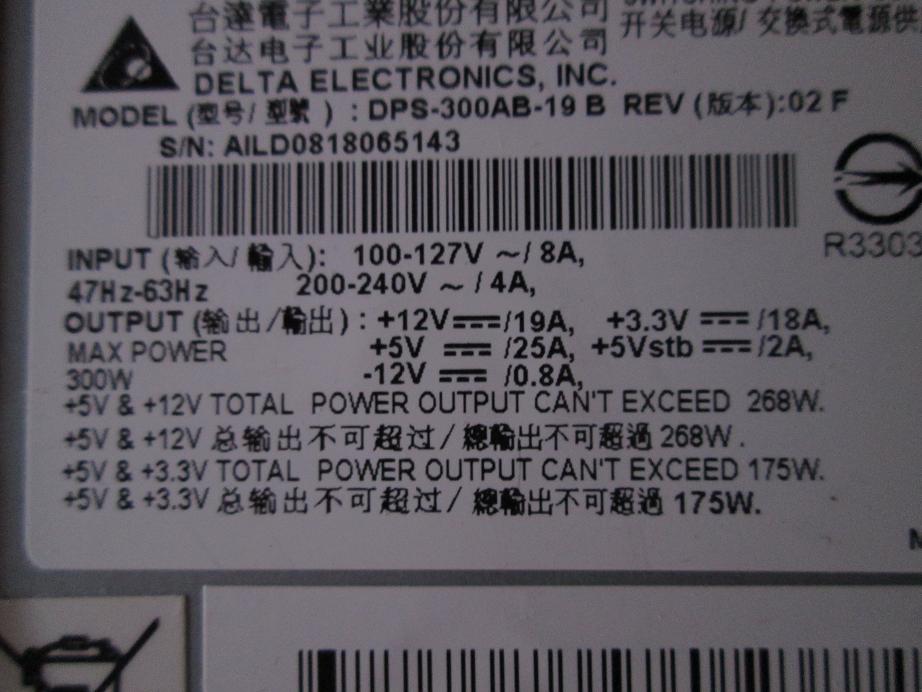 台達電子工業股份有限公司
台达电子工业股份有限公司
开关电源/ 交換式電源供
DELTA ELECTRONICS, INC.
MODEL (型号/ 型號 ) : DPS-300AB-19 B REV (版本):02 F
S/N: AILD0818065143
R3303
INPUT (输入/ 輸入): 100-127V ~/ 8A,
47Hz-63Hz 200-240V ~ / 4A,
OUTPUT (输出/輸出) : +12V⎓/19A, +3.3V ⎓ /18A,
MAX POWER +5V ⎓ /25A, +5Vstb ⎓ /2A,
300W -12V ⎓ /0.8A,
+5V & +12V TOTAL POWER OUTPUT CAN'T EXCEED 268W.
+5V & +12V 总输出不可超过/ 總輸出不可超過 268W .
+5V & +3.3V TOTAL POWER OUTPUT CAN'T EXCEED 175W.
+5V & +3.3V 总输出不可超过/ 總輸出不可超過 175W.